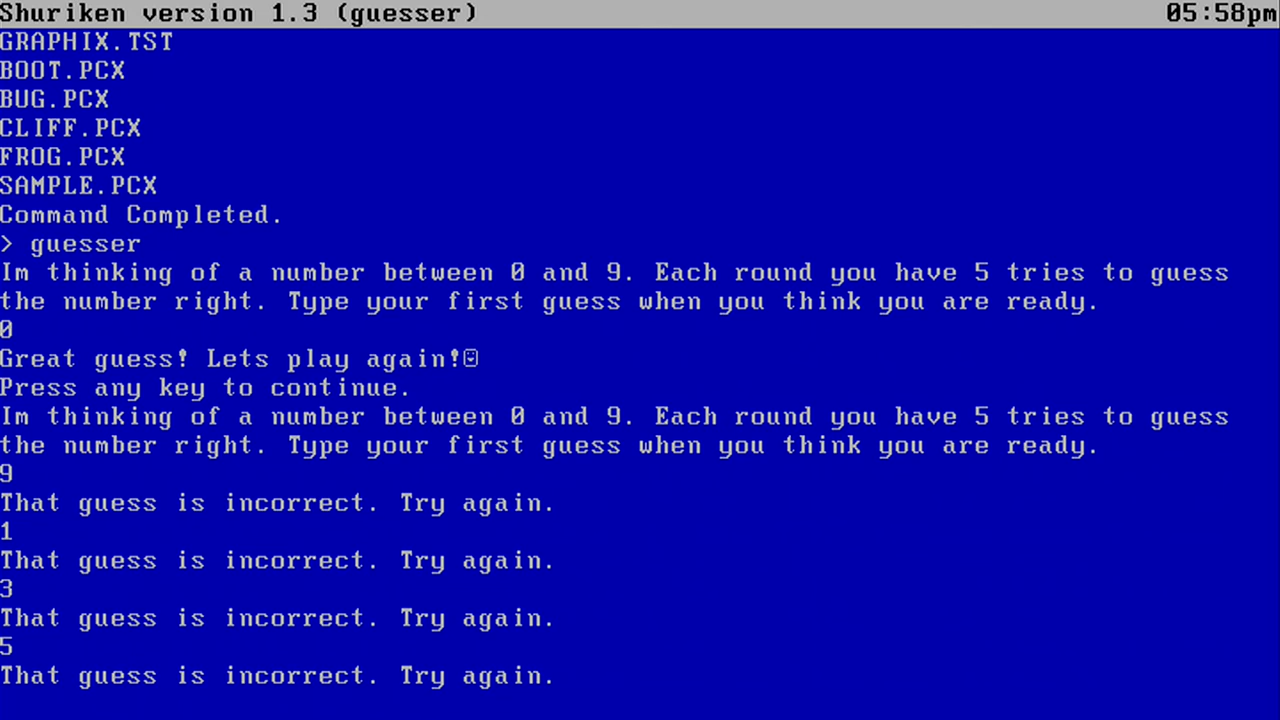 Shuriken version 1.3 (guesser) 05:58pm
GRAPHIX.TST
BOOT.PCX
BUG.PCX
CLIFF.PCX
FROG.PCX
SAMPLE.PCX
Command Completed.
> guesser
Im thinking of a number between 0 and 9. Each round you have 5 tries to guess
the number right. Type your first guess when you think you are ready.
0
Great guess! Lets play again!☺
Press any key to continue.
Im thinking of a number between 0 and 9. Each round you have 5 tries to guess
the number right. Type your first guess when you think you are ready.
9
That guess is incorrect. Try again.
1
That guess is incorrect. Try again.
3
That guess is incorrect. Try again.
5
That guess is incorrect. Try again.